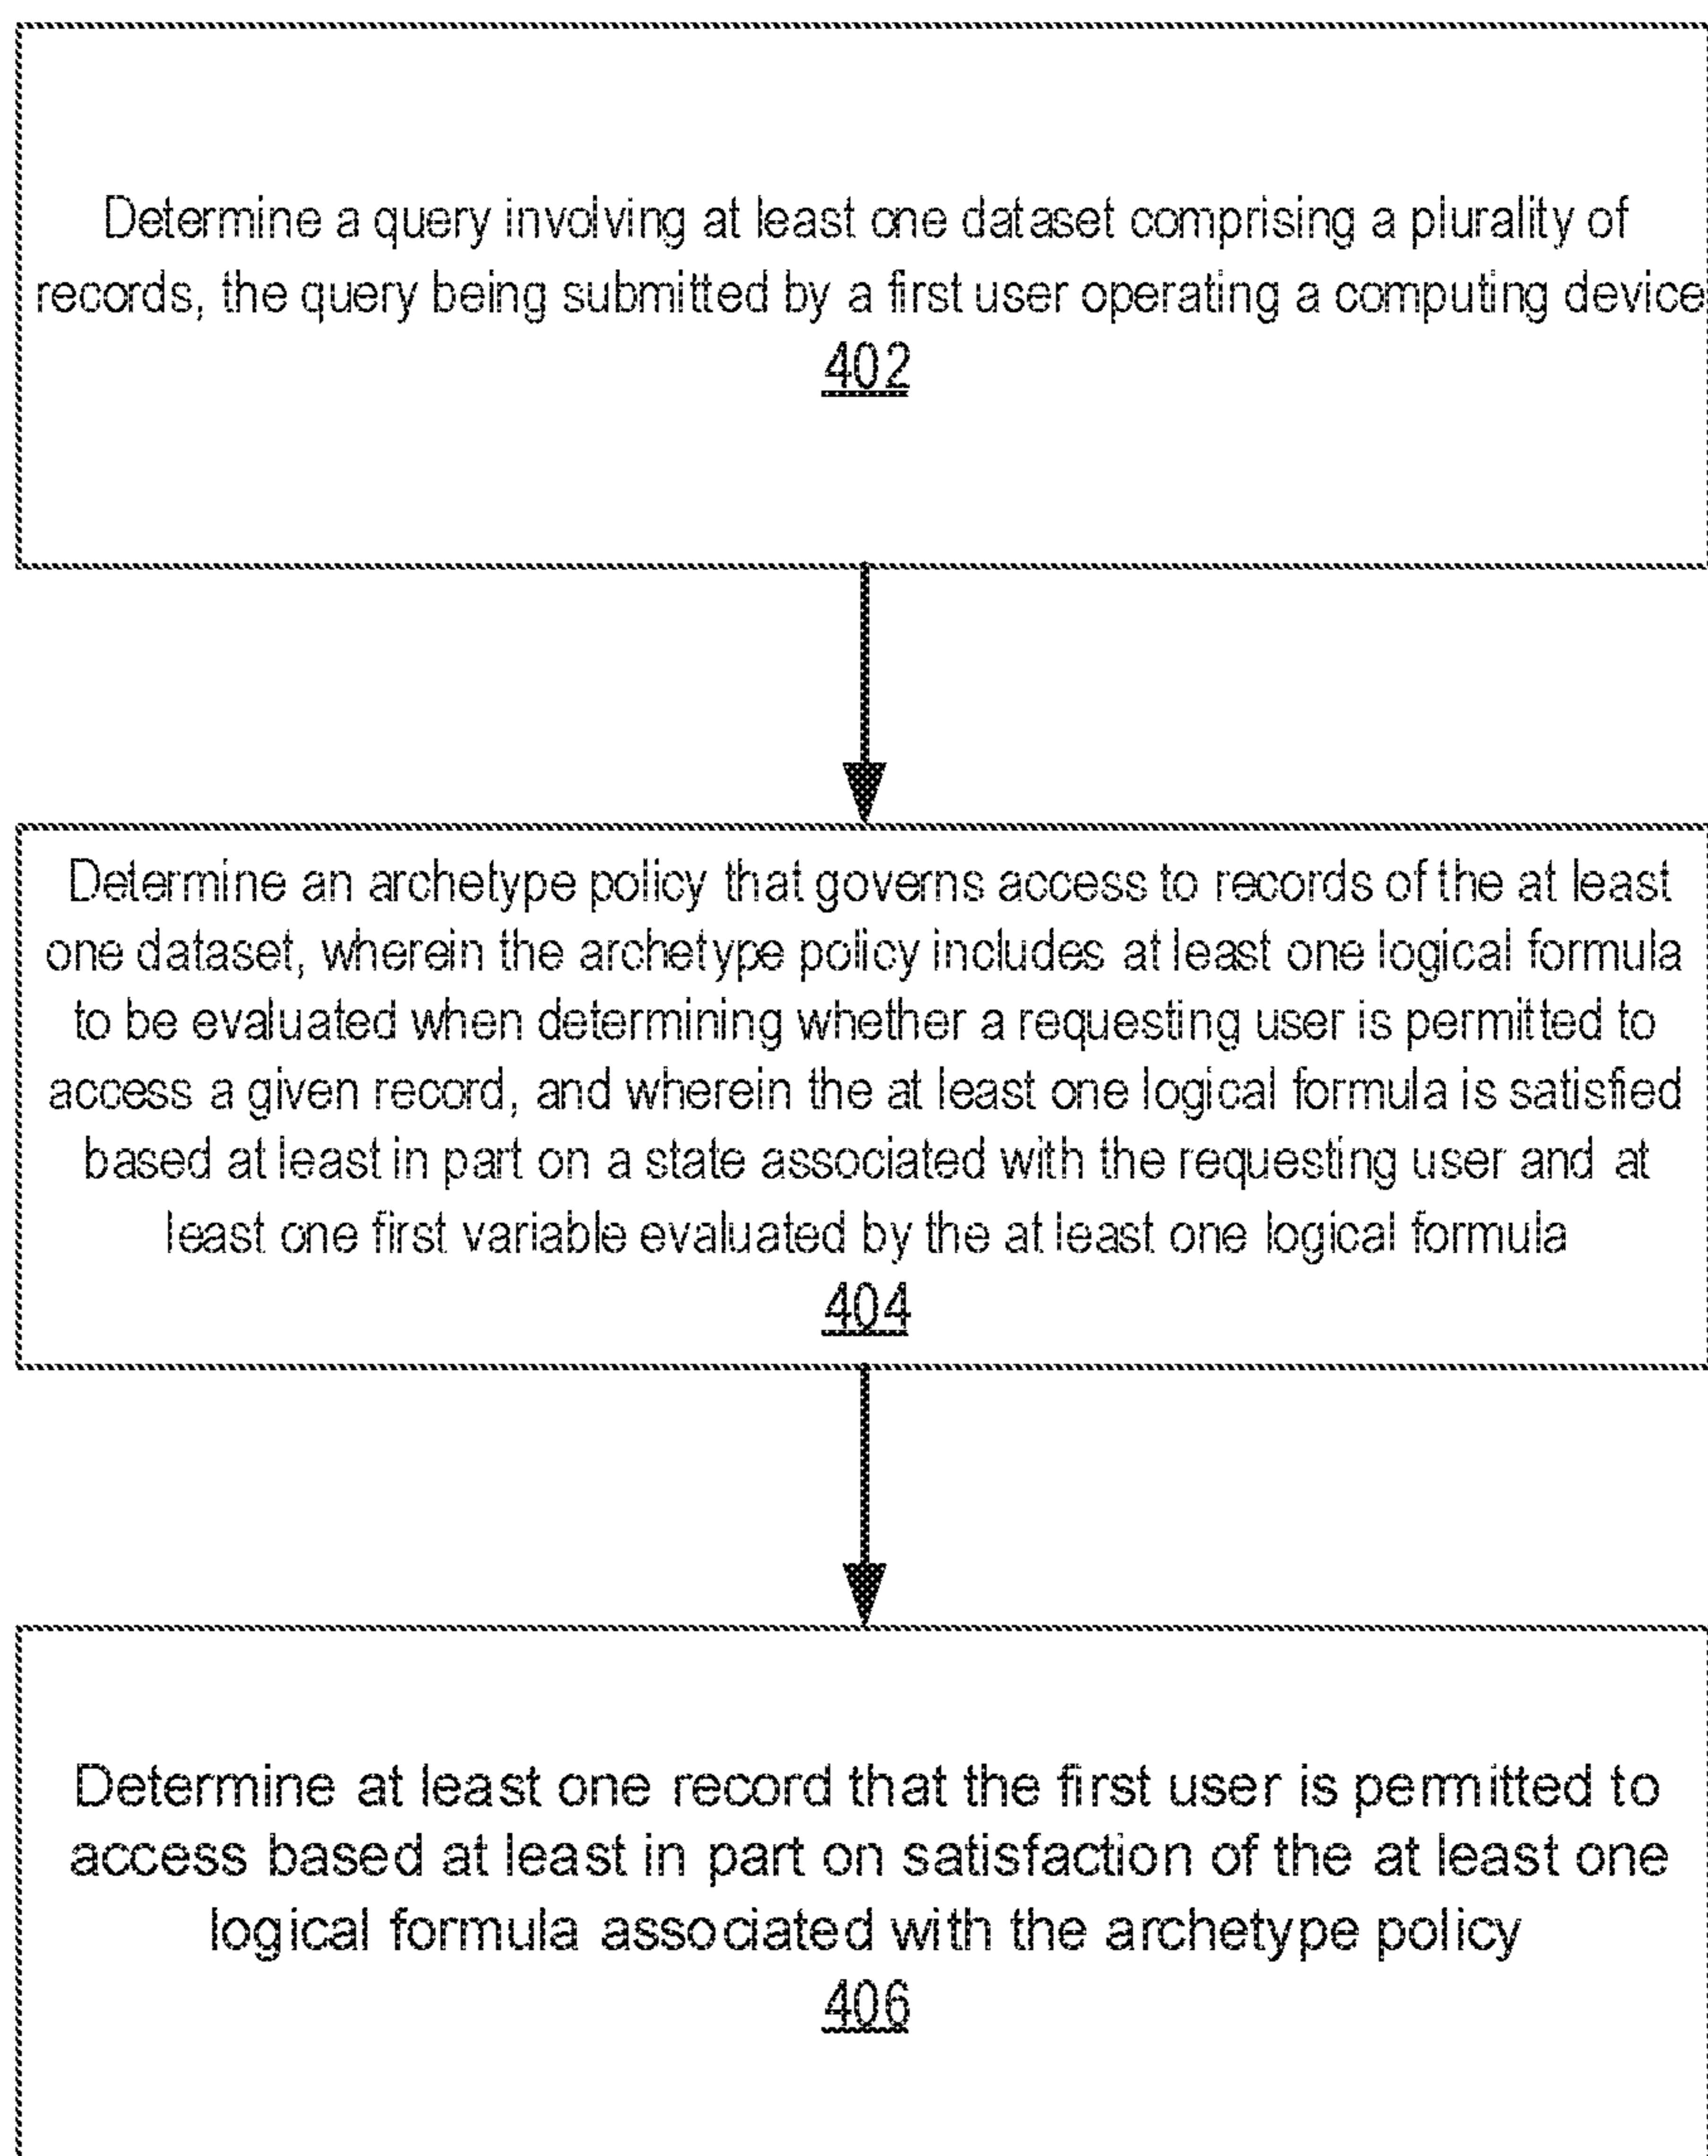 Determine a query involving at least one dataset comprising a plurality of
records, the query being submitted by a first user operating a computing device
402
Determine an archetype policy that governs access to records of the at least
one dataset, wherein the archetype policy includes at least one logical formula
to be evaluated when determining whether a requesting user is permitted to
access a given record, and wherein the at least one logical formula is satisfied
based at least in part on a state associated with the requesting user and at
least one first variable evaluated by the at least one logical formula
404
Determine at least one record that the first user is permitted to
access based at least in part on satisfaction of the at least one
logical formula associated with the archetype policy
406